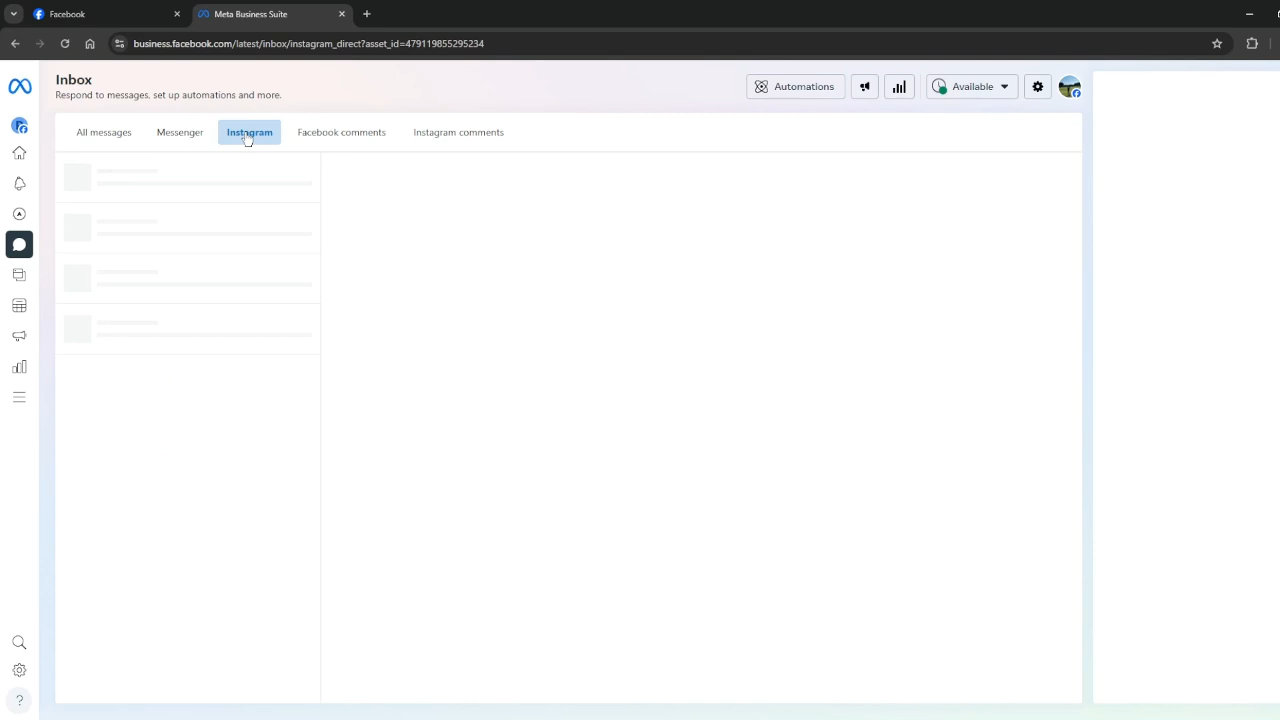 Facebook
Meta Business Suite
business.facebook.com/latest/inbox/instagram_direct?asset_id=479119855295234
Inbox
Respond to messages, set up automations and more.
Automations
Available
All messages
Messenger
Instagram
Facebook comments
Instagram comments